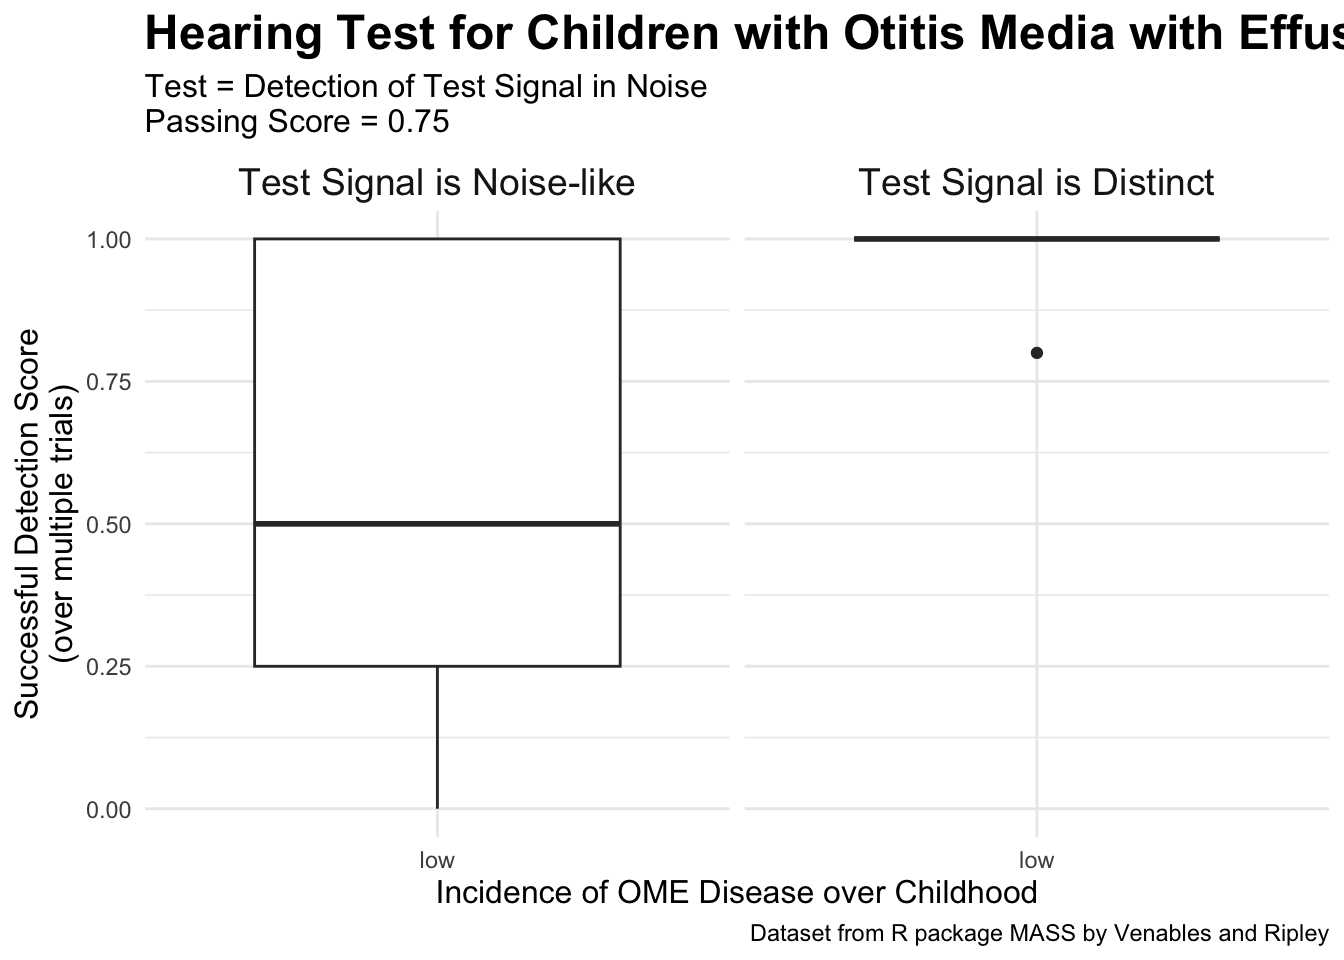 Hearing Test for Children with Otitis Media with Effus
Test = Detection of Test Signal in Noise
Passing Score = 0.75
Test Signal is Noise-like
Test Signal is Distinct
Successful Detection Score
(over multiple trials)
1.00
0.75
0.50
0.25
0.00
low
low
Incidence of OME Disease over Childhood
Dataset from R package MASS by Venables and Ripley